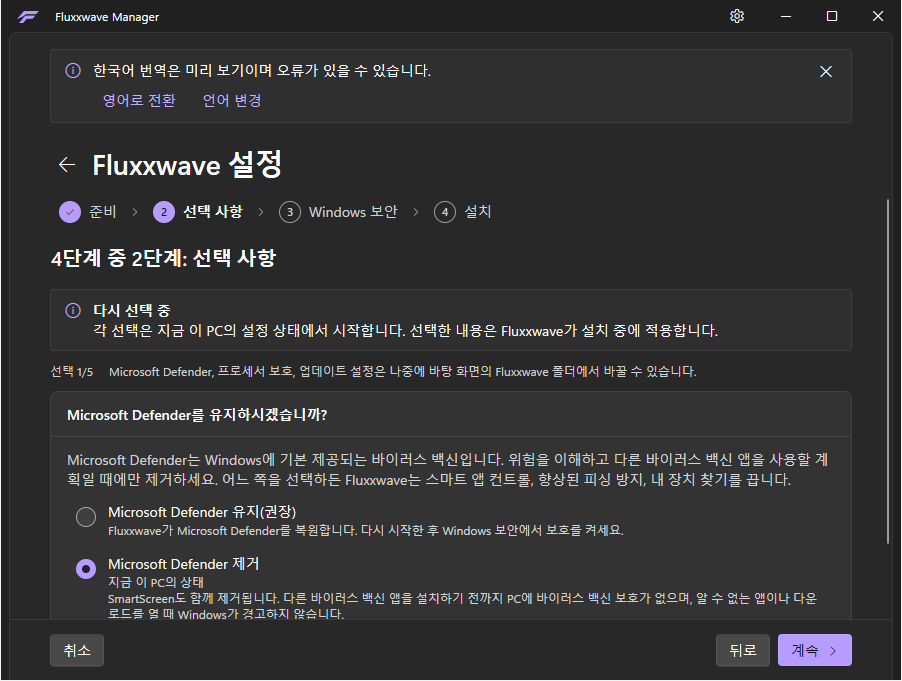 Fluxxwave Manager
한국어 번역은 미리 보기이며 오류가 있을 수 있습니다.
영어로 전환 언어 변경
Fluxxwave 설정
준비 2 선택 사항 3 Windows 보안 4 설치
4단계 중 2단계: 선택 사항
다시 선택 중
각 선택은 지금 이 PC의 설정 상태에서 시작합니다. 선택한 내용은 Fluxxwave가 설치 중에 적용합니다.
선택 1/5 Microsoft Defender, 프로세서 보호, 업데이트 설정은 나중에 바탕 화면의 Fluxxwave 폴더에서 바꿀 수 있습니다.
Microsoft Defender를 유지하시겠습니까?
Microsoft Defender는 Windows에 기본 제공되는 바이러스 백신입니다. 위험을 이해하고 다른 바이러스 백신 앱을 사용할 계
획일 때에만 제거하세요. 어느 쪽을 선택하든 Fluxxwave는 스마트 앱 컨트롤, 향상된 피싱 방지, 내 장치 찾기를 끕니다.
Microsoft Defender 유지(권장)
Fluxxwave가 Microsoft Defender를 복원합니다. 다시 시작한 후 Windows 보안에서 보호를 켜세요.
Microsoft Defender 제거
지금 이 PC의 상태
SmartScreen도 함께 제거됩니다. 다른 바이러스 백신 앱을 설치하기 전까지 PC에 바이러스 백신 보호가 없으며, 알 수 없는 앱이나 다운
로드를 열 때 Windows가 경고하지 않습니다.
취소 뒤로 계속